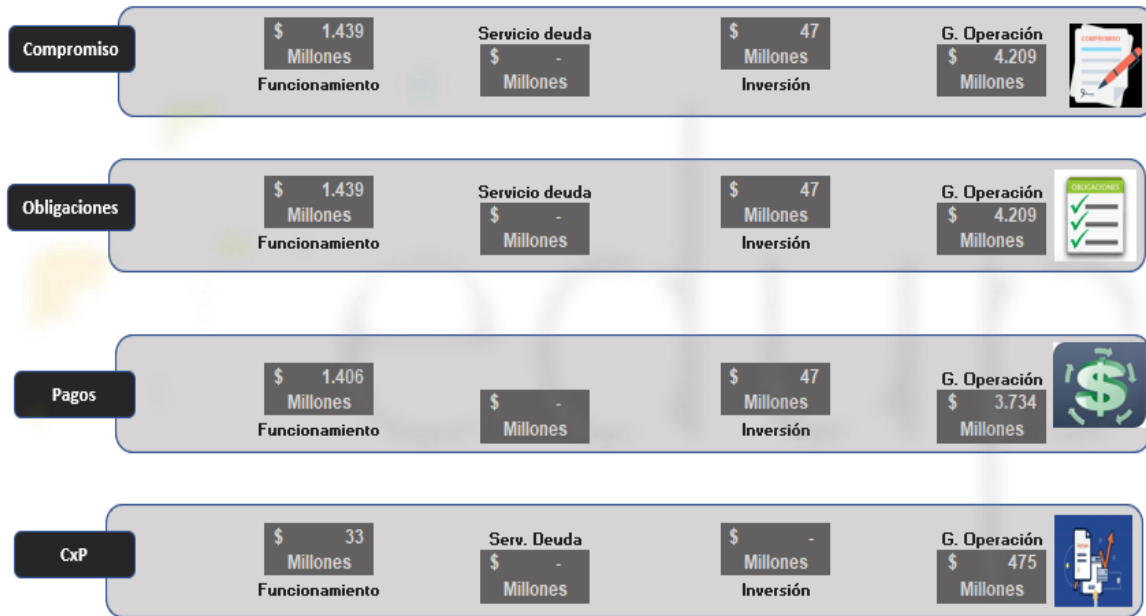 Compromiso
$ 1.439
Millones
Funcionamiento
Servicio deuda
$ -
Millones
$ 47
Millones
Inversión
G. Operación
$ 4.209
Millones
COMPROMISO
Obligaciones
$ 1.439
Millones
Funcionamiento
Servicio deuda
$ -
Millones
$ 47
Millones
Inversión
G. Operación
$ 4.209
Millones
OBLIGACIONES
Pagos
$ 1.406
Millones
Funcionamiento
$ -
Millones
$ 47
Millones
Inversión
G. Operación
$ 3.734
Millones
$
CxP
$ 33
Millones
Funcionamiento
Serv. Deuda
$ -
Millones
$ -
Millones
Inversión
G. Operación
$ 475
Millones